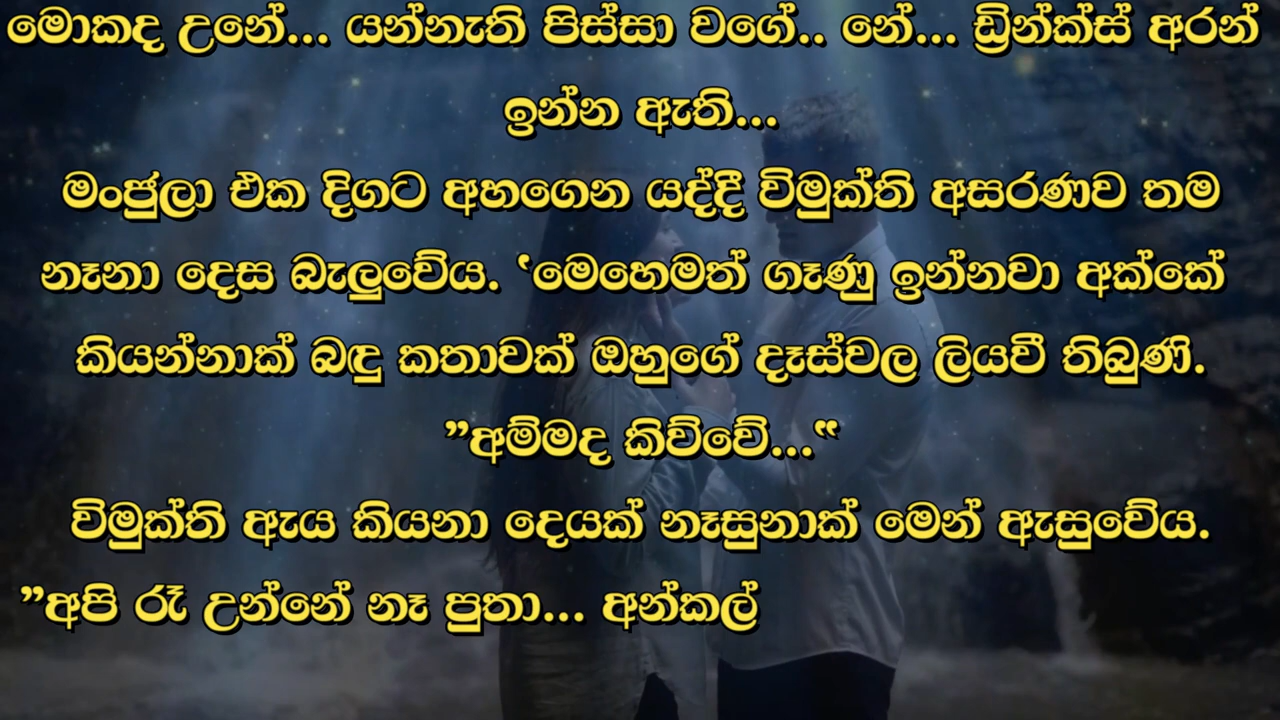 මොකද උනේ... යන්නැති පිස්සා වගේ.. නේ... ඩ්‍රින්ක්ස් අරන්
ඉන්න ඇති...
මංජුලා එක දිගට අහගෙන යද්දී විමුක්ති අසරණව තම
නෑනා දෙස බැලුවේය. ‛මෙහෙමත් ගෑණු ඉන්නවා අක්කේ
කියන්නාක් බඳු කතාවක් ඔහුගේ දෑස්වල ලියවී තිබුණි.
”අම්මද කිව්වේ...‟
විමුක්ති ඇය කියනා දෙයක් නෑසුනාක් මෙන් ඇසුවේය.
”අපි රෑ උන්නේ නෑ පුතා... අන්කල්